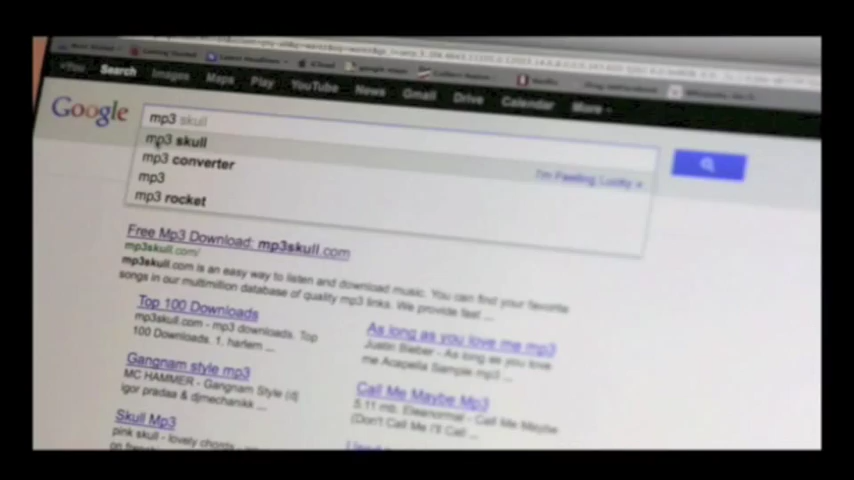 Search Images Maps Play YouTube News Gmail Drive Calendar More
Google
mp3 skull
mp3 skull
I'm Feeling Lucky »
mp3 converter
mp3
mp3 rocket
Free Mp3 Download: mp3skull.com
mp3skull.com/
mp3skull.com is an easy way to listen and download music. You can find your favorite
songs in our multimillion database of quality mp3 links. We provide fast ...
Top 100 Downloads
mp3skull.com - mp3 downloads. Top
100 Downloads. 1. harlem ...
As long as you love me mp3
Justin Bieber - As long as you love
me Acapella Sample mp3 ...
Gangnam style mp3
MC HAMMER - Gangnam Style (dj
igor pradaa & djmechanikk ...
Call Me Maybe Mp3
5.11 mb. Eleanormal - Call Me Maybe
(Don't Call Me I'll Call ...
Skull Mp3
pink skull - lovely chords -